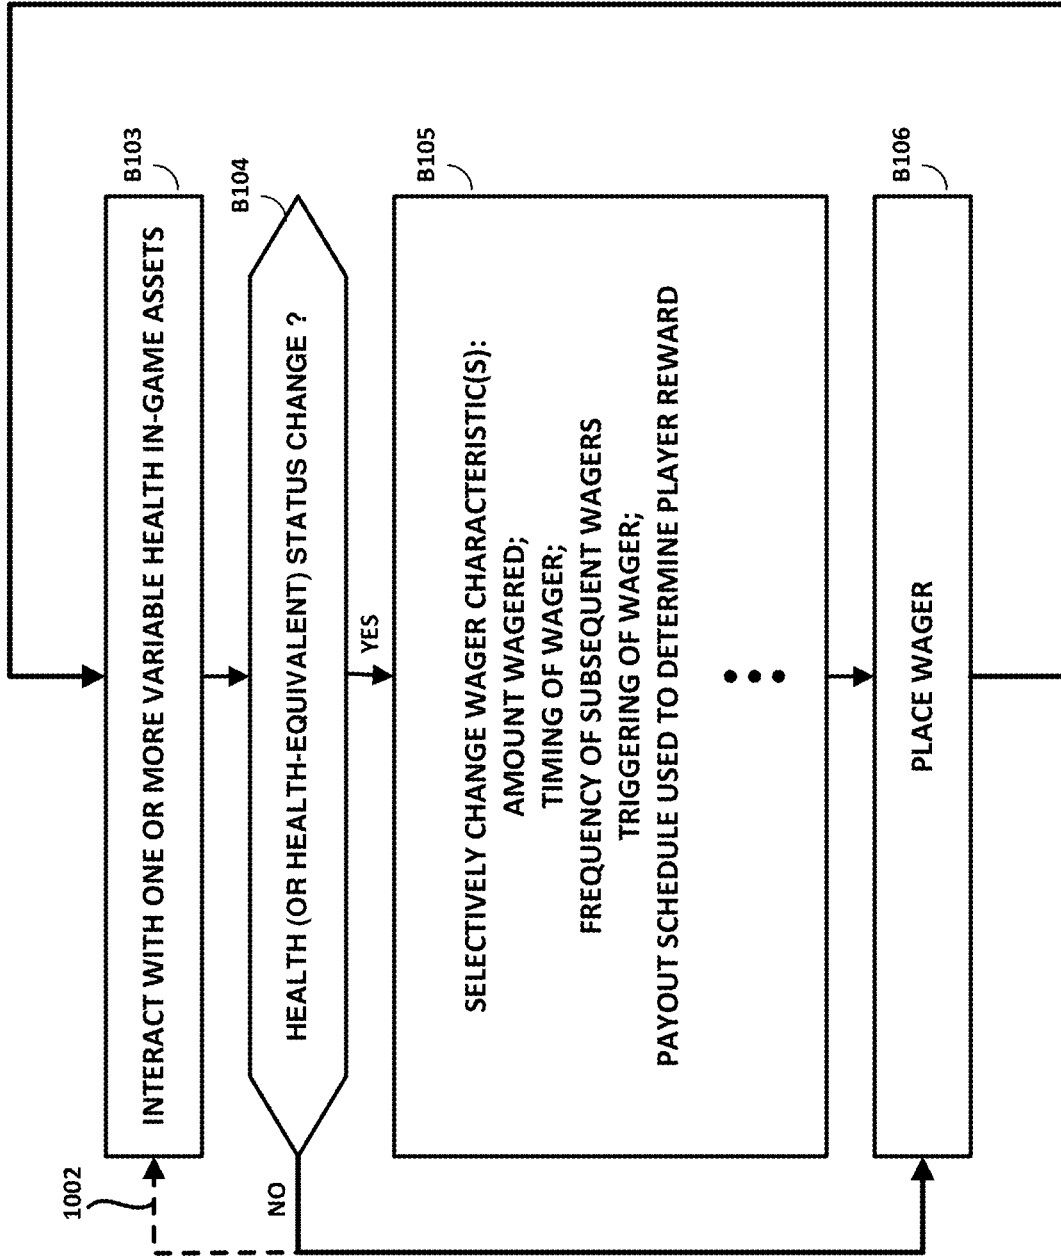 B103
INTERACT WITH ONE OR MORE VARIABLE HEALTH IN-GAME ASSETS
1002
B104
HEALTH (OR HEALTH-EQUIVALENT) STATUS CHANGE ?
NO
YES
B105
SELECTIVELY CHANGE WAGER CHARACTERISTIC(S):
AMOUNT WAGERED;
TIMING OF WAGER;
FREQUENCY OF SUBSEQUENT WAGERS
TRIGGERING OF WAGER;
PAYOUT SCHEDULE USED TO DETERMINE PLAYER REWARD
B106
PLACE WAGER